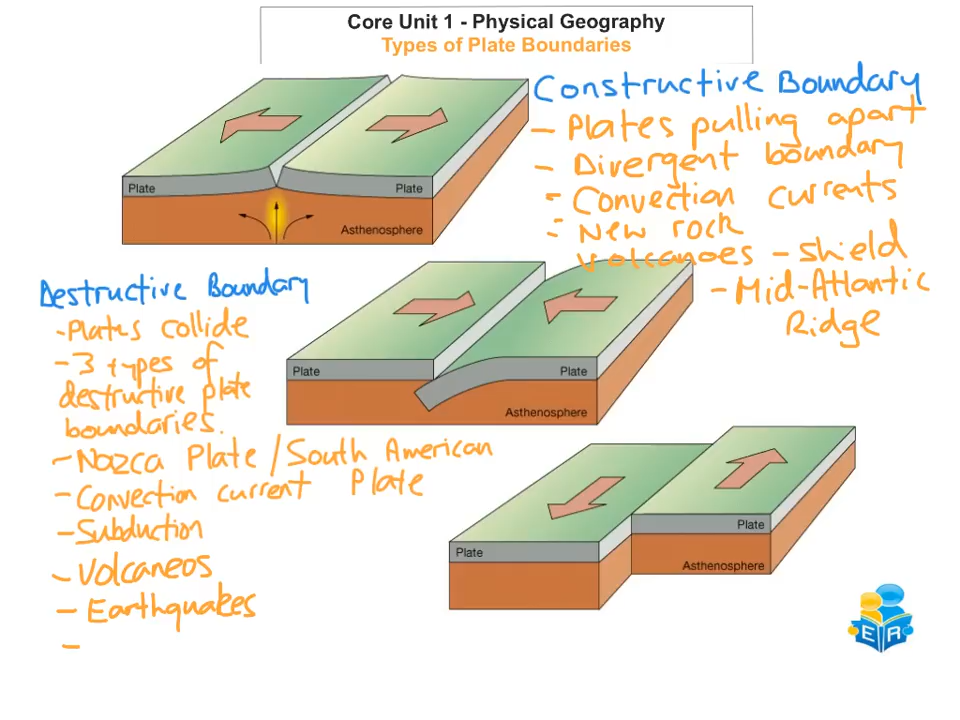 Core Unit 1 - Physical Geography
Types of Plate Boundaries
Constructive Boundary
- Plates pulling apart
- Divergent boundary
- Convection currents
- New rock
Volcanoes - Shield
- Mid-Atlantic
Ridge
Plate
Plate
Asthenosphere
Destructive Boundary
- Plates collide
- 3 types of
destructive plate
boundaries.
- Nazca Plate / South American
Plate
- Convection current
- Subduction
- Volcaneos
- Earthquakes
-
Plate
Plate
Asthenosphere
Plate
Plate
Asthenosphere
E R